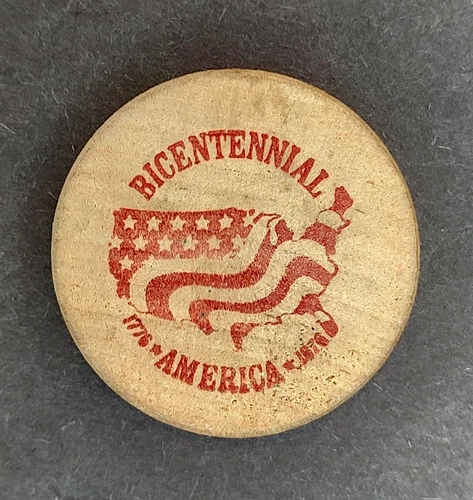 BICENTENNIAL
1776 ★ AMERICA ★ 1976